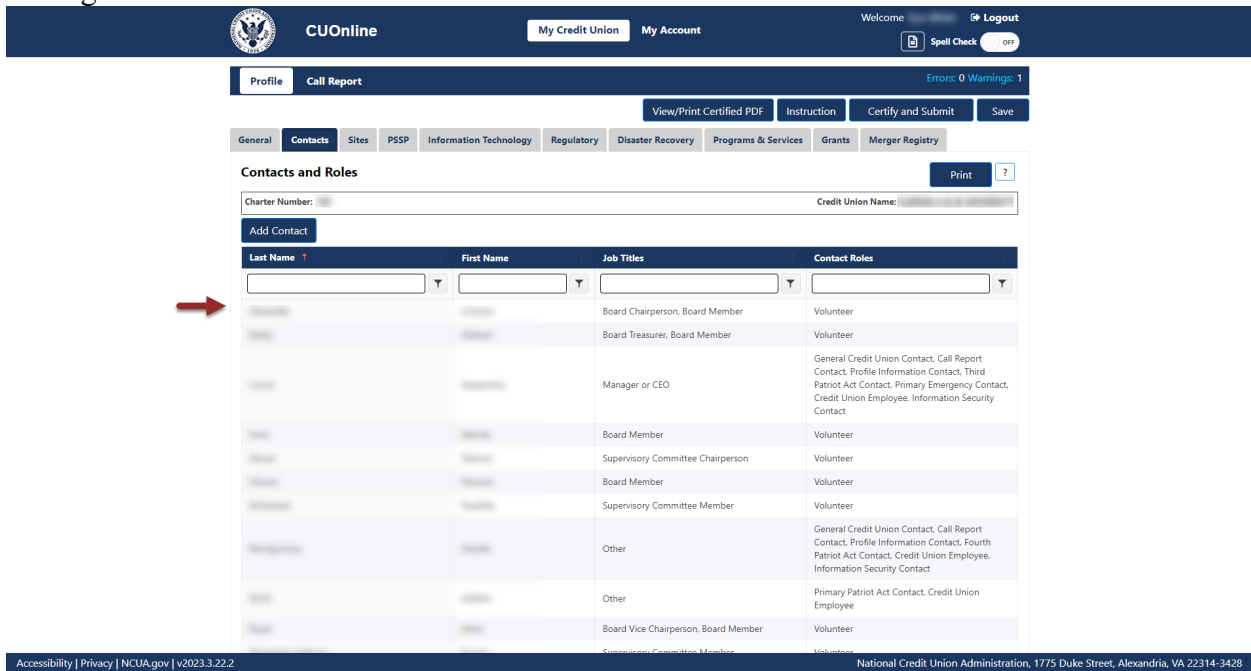 CUOnline
My Credit Union
My Account
Welcome
Logout
Spell Check
OFF
Profile
Call Report
Errors: 0 Warnings: 1
View/Print Certified PDF
Instruction
Certify and Submit
Save
General
Contacts
Sites
PSSP
Information Technology
Regulatory
Disaster Recovery
Programs & Services
Grants
Merger Registry
Contacts and Roles
Print
?
Charter Number:
Credit Union Name:
Add Contact
Last Name ↑
First Name
Job Titles
Contact Roles
Board Chairperson, Board Member
Volunteer
Board Treasurer, Board Member
Volunteer
Manager or CEO
General Credit Union Contact, Call Report
Contact, Profile Information Contact, Third
Patriot Act Contact, Primary Emergency Contact,
Credit Union Employee, Information Security
Contact
Board Member
Volunteer
Supervisory Committee Chairperson
Volunteer
Board Member
Volunteer
Supervisory Committee Member
Volunteer
Other
General Credit Union Contact, Call Report
Contact, Profile Information Contact, Fourth
Patriot Act Contact, Credit Union Employee,
Information Security Contact
Other
Primary Patriot Act Contact, Credit Union
Employee
Board Vice Chairperson, Board Member
Volunteer
Supervisory Committee Member
Volunteer
Accessibility | Privacy | NCUA.gov | v2023.3.22.2
National Credit Union Administration, 1775 Duke Street, Alexandria, VA 22314-3428